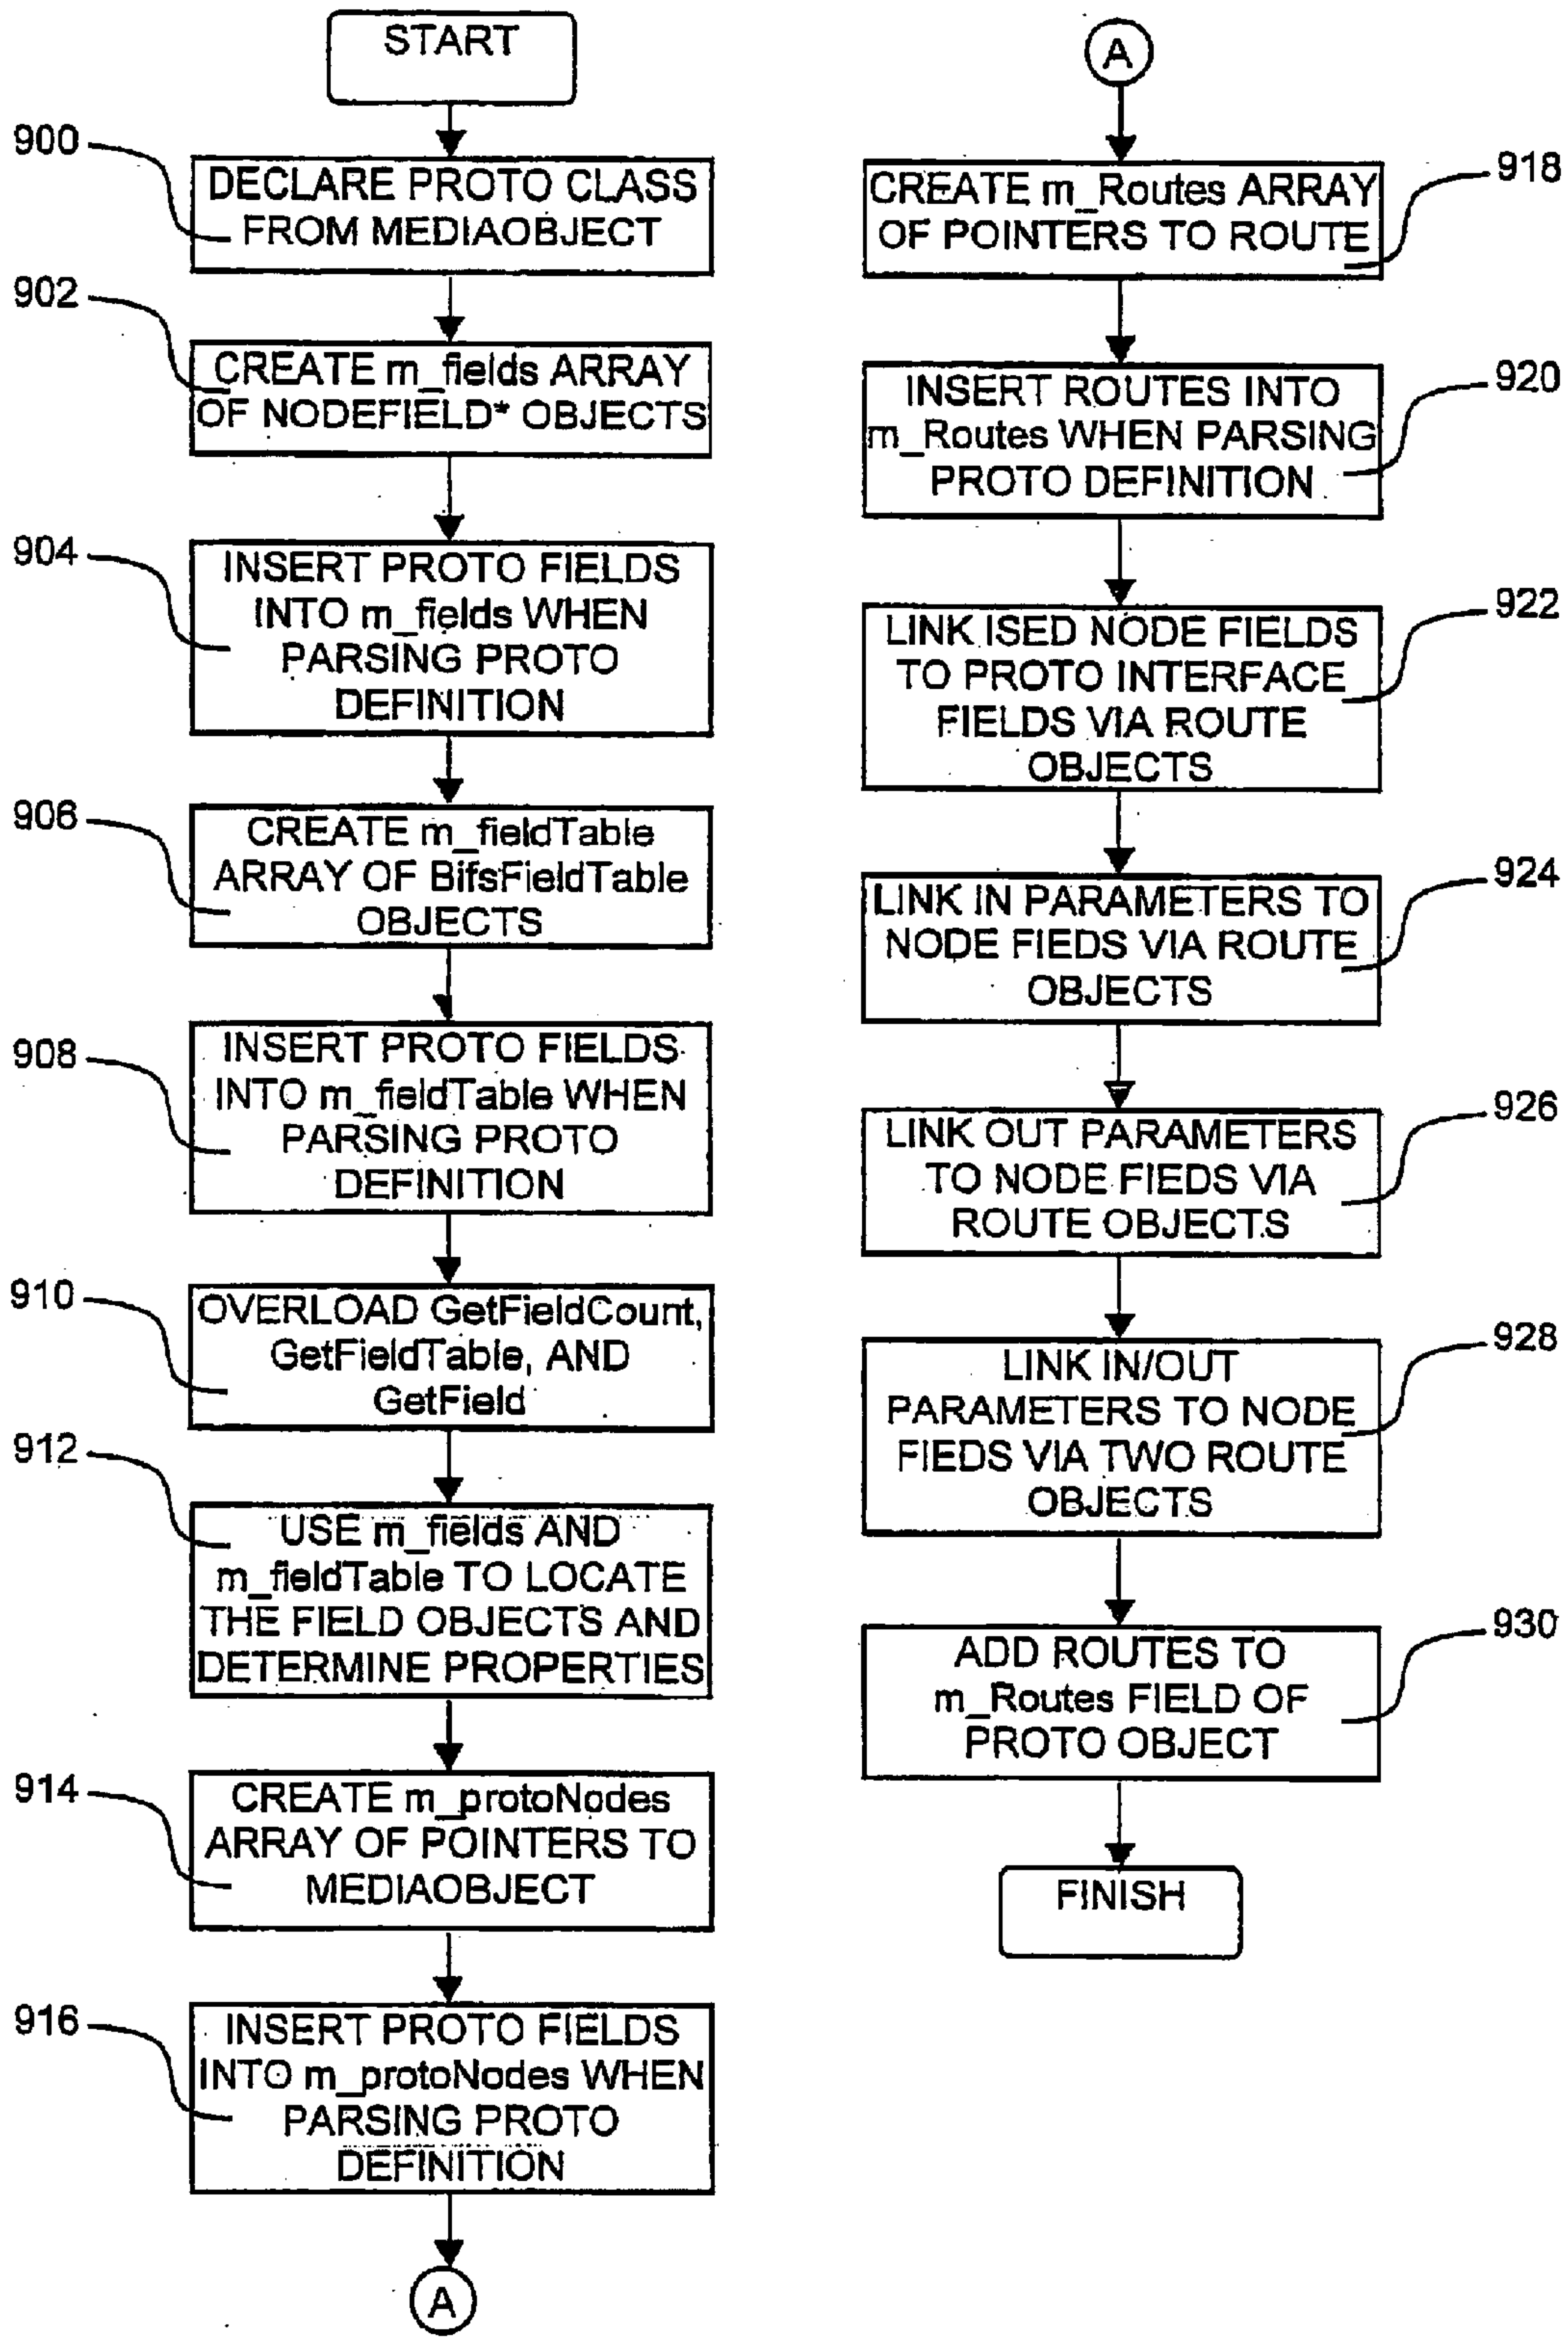 START
900
DECLARE PROTO CLASS
FROM MEDIAOBJECT
902
CREATE m_fields ARRAY
OF NODEFIELD* OBJECTS
904
INSERT PROTO FIELDS
INTO m_fields WHEN
PARSING PROTO
DEFINITION
906
CREATE m_fieldTable
ARRAY OF BifsFieldTable
OBJECTS
908
INSERT PROTO FIELDS
INTO m_fieldTable WHEN
PARSING PROTO
DEFINITION
910
OVERLOAD GetFieldCount,
GetFieldTable, AND
GetField
912
USE m_fields AND
m_fieldTable TO LOCATE
THE FIELD OBJECTS AND
DETERMINE PROPERTIES
914
CREATE m_protoNodes
ARRAY OF POINTERS TO
MEDIAOBJECT
916
INSERT PROTO FIELDS
INTO m_protoNodes WHEN
PARSING PROTO
DEFINITION
A
A
918
CREATE m_Routes ARRAY
OF POINTERS TO ROUTE
920
INSERT ROUTES INTO
m_Routes WHEN PARSING
PROTO DEFINITION
922
LINK ISED NODE FIELDS
TO PROTO INTERFACE
FIELDS VIA ROUTE
OBJECTS
924
LINK IN PARAMETERS TO
NODE FIEDS VIA ROUTE
OBJECTS
926
LINK OUT PARAMETERS
TO NODE FIEDS VIA
ROUTE OBJECTS
928
LINK IN/OUT
PARAMETERS TO NODE
FIEDS VIA TWO ROUTE
OBJECTS
930
ADD ROUTES TO
m_Routes FIELD OF
PROTO OBJECT
FINISH